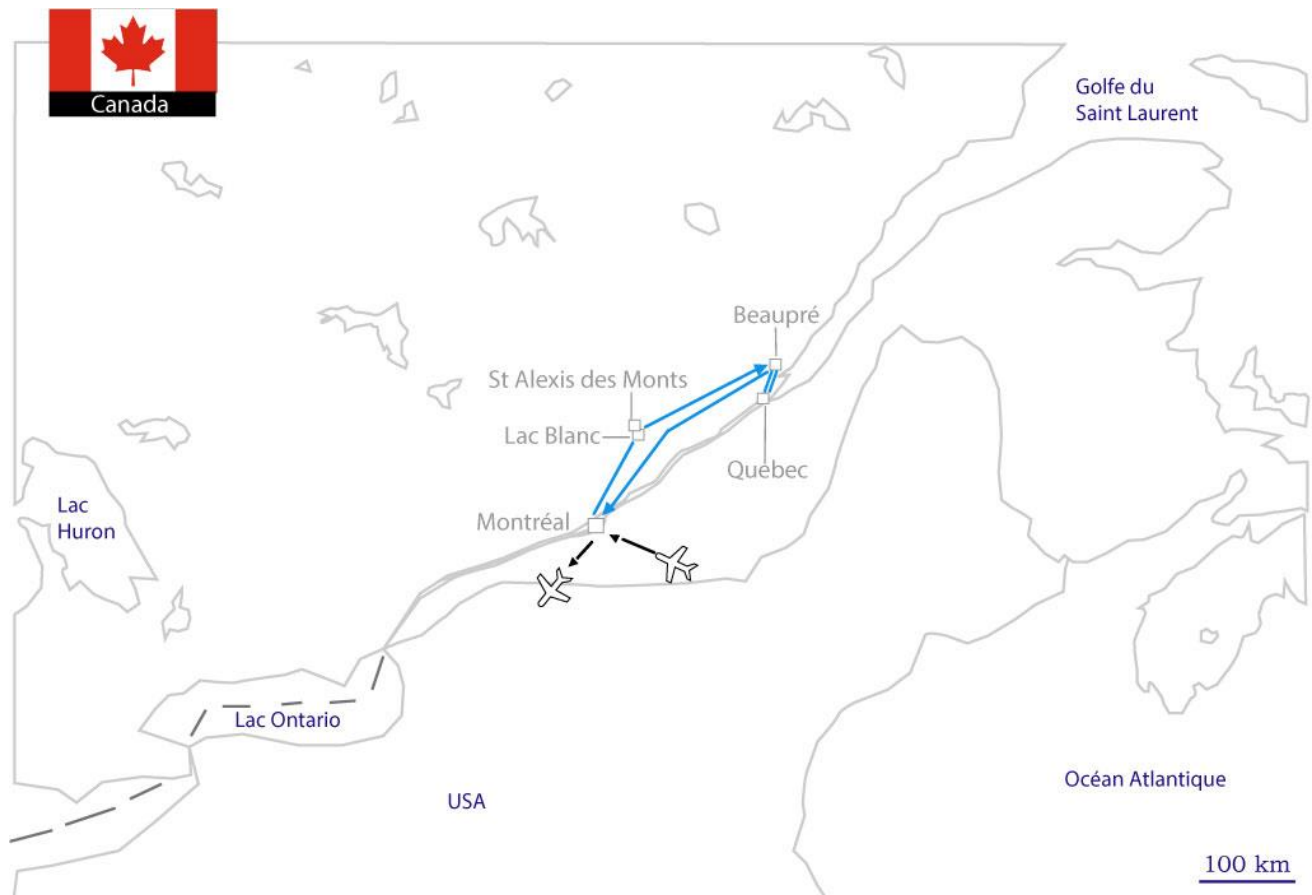 Canada
Golfe du
Saint Laurent
Beaupré
St Alexis des Monts
Lac Blanc
Québec
Lac
Huron
Montréal
Lac Ontario
USA
Océan Atlantique
100 km